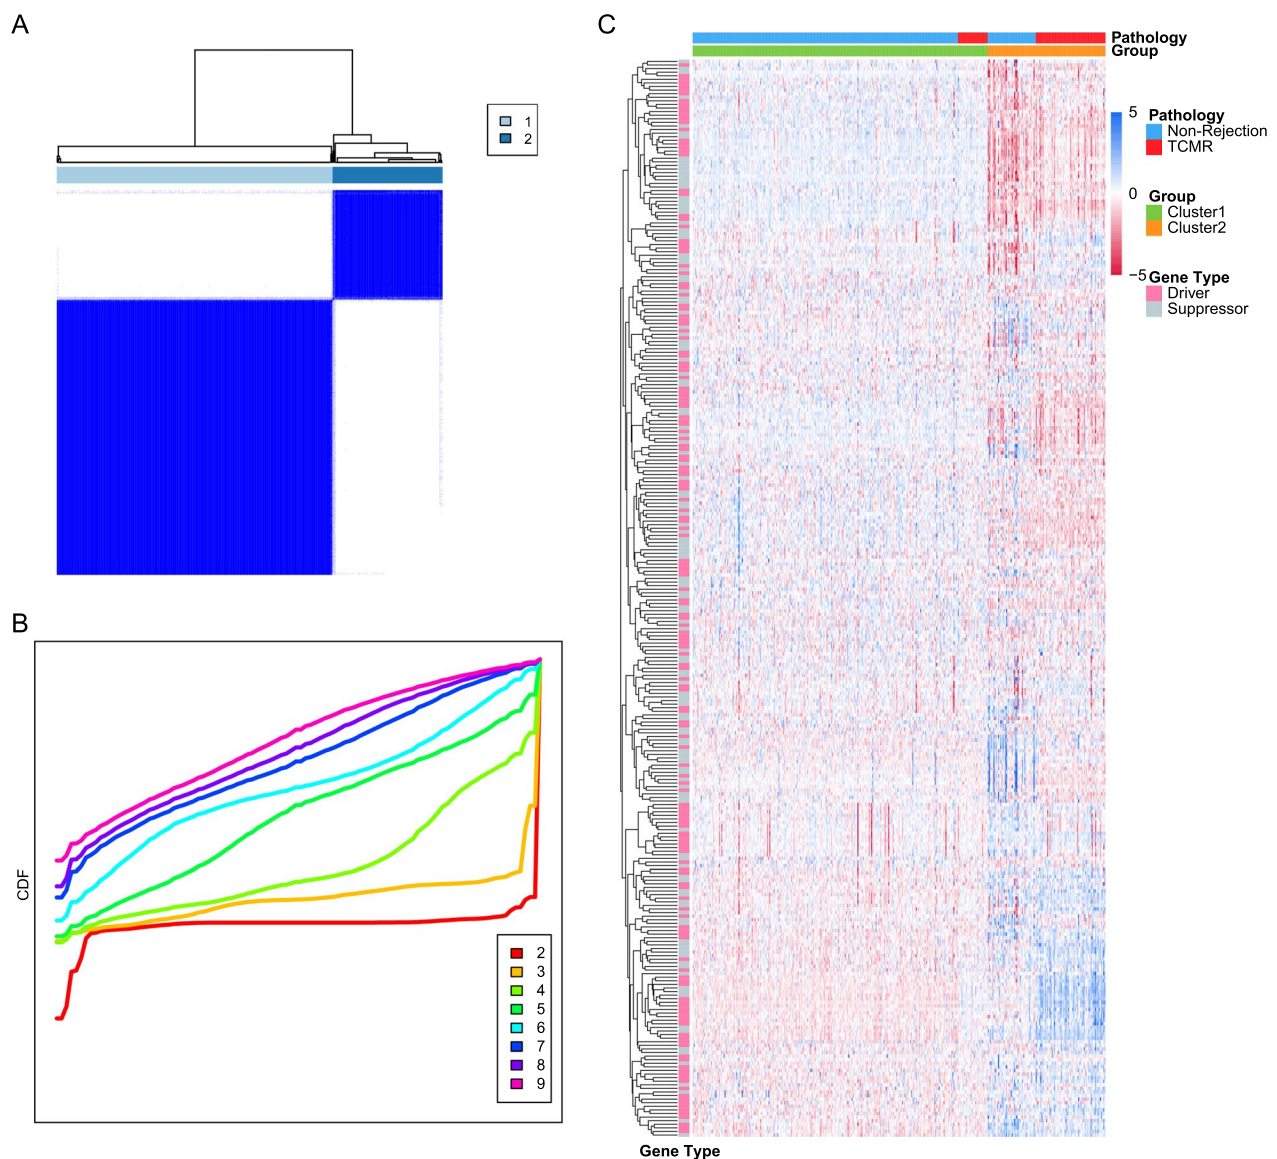 A
1
2
B
CDF
2
3
4
5
6
7
8
9
C
Pathology
Group
5
0
−5
Pathology
Non-Rejection
TCMR
Group
Cluster1
Cluster2
Gene Type
Driver
Suppressor
Gene Type